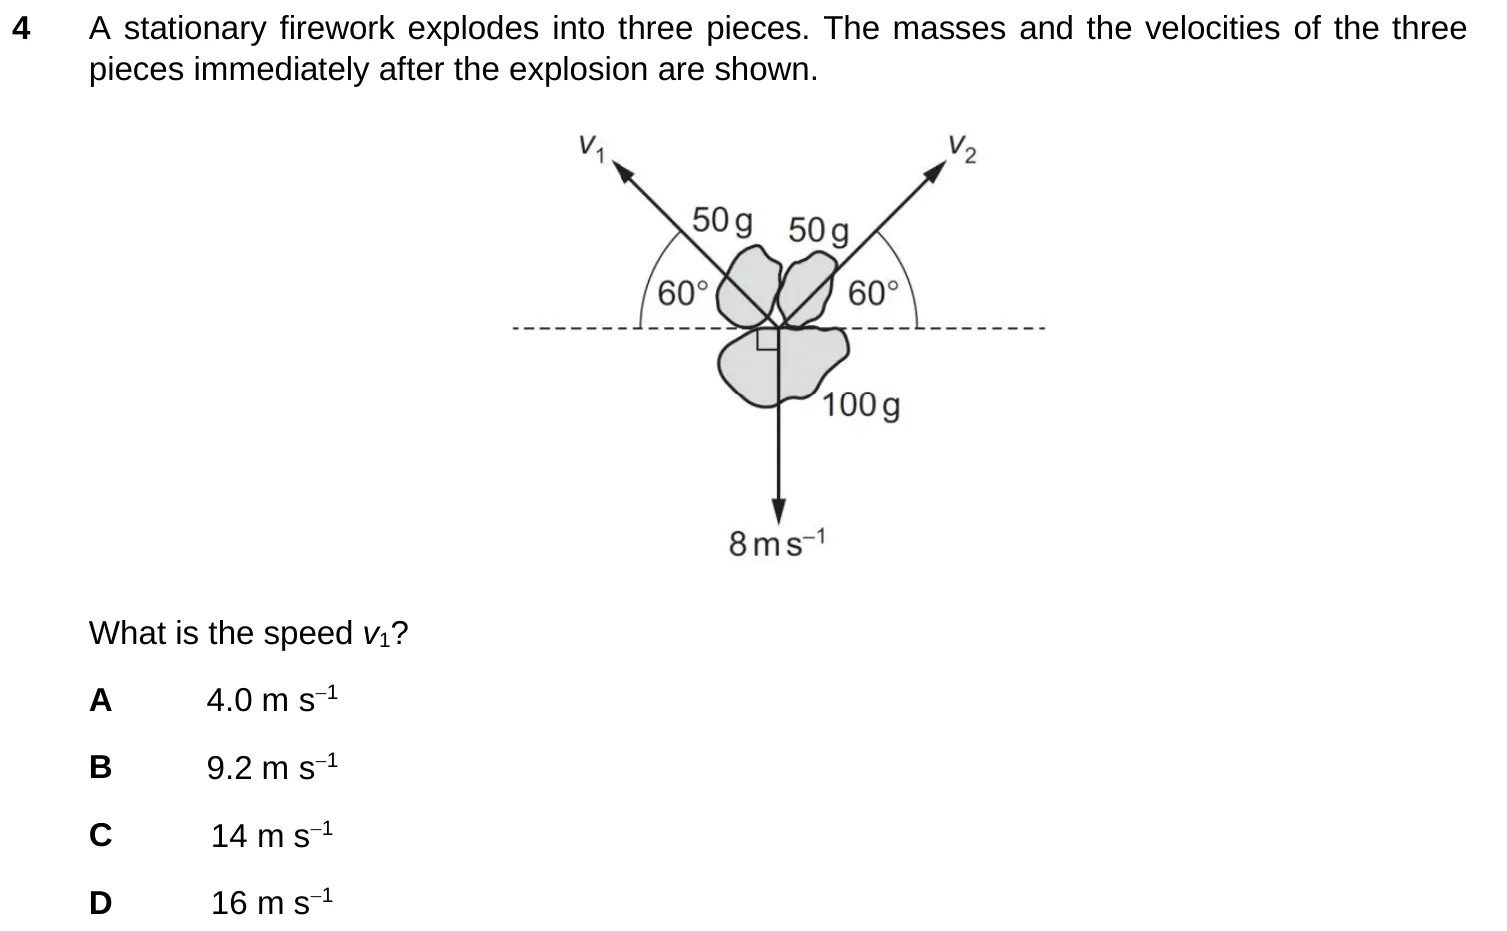 4 A stationary firework explodes into three pieces. The masses and the velocities of the three
pieces immediately after the explosion are shown.
v₁
v₂
50 g
50 g
60°
60°
100 g
8 m s⁻¹
What is the speed v₁?
A 4.0 m s⁻¹
B 9.2 m s⁻¹
C 14 m s⁻¹
D 16 m s⁻¹